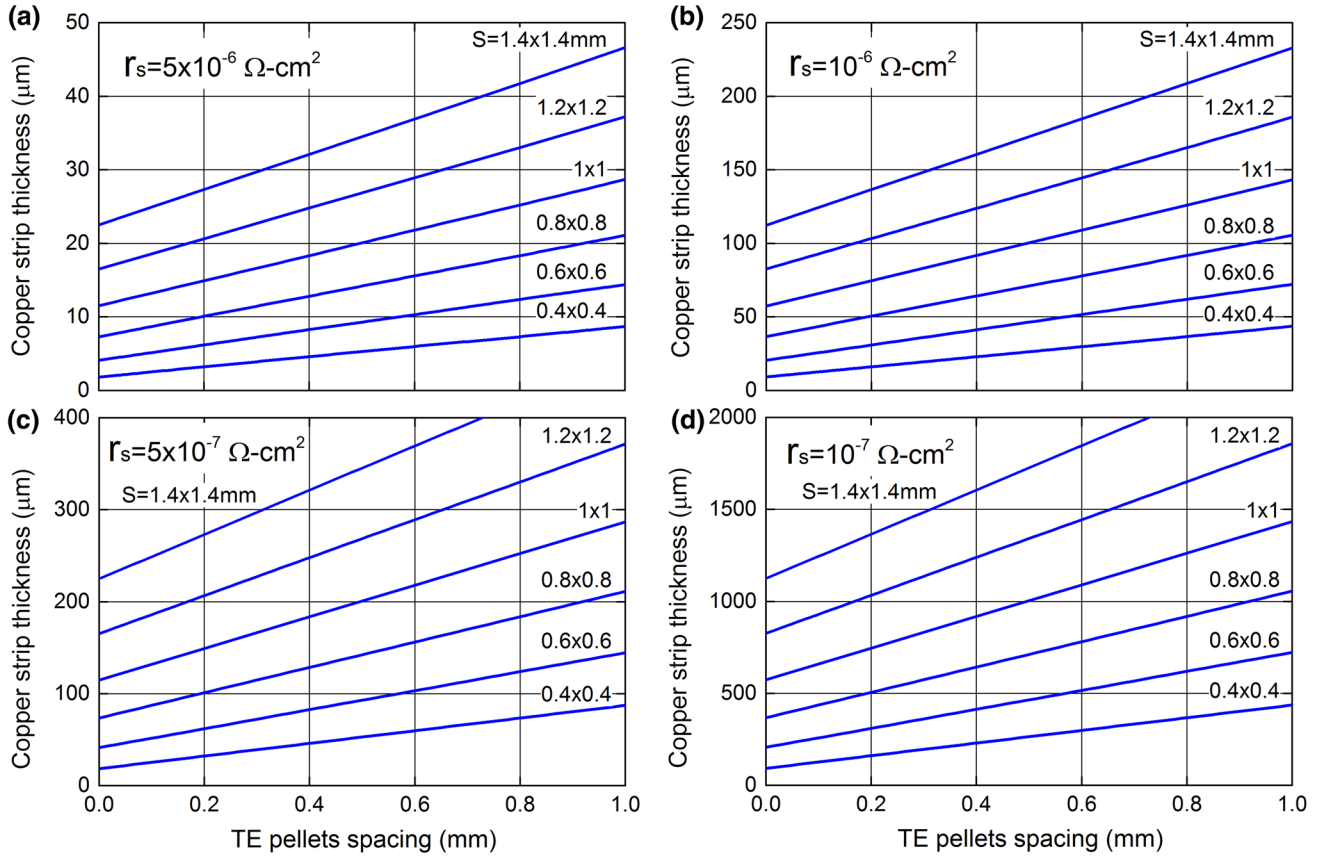 (a)
50
40
30
20
10
0
Copper strip thickness (μm)
rs=5x10⁻⁶ Ω-cm²
S=1.4x1.4mm
1.2x1.2
1x1
0.8x0.8
0.6x0.6
0.4x0.4
(b)
250
200
150
100
50
0
Copper strip thickness (μm)
rs=10⁻⁶ Ω-cm²
S=1.4x1.4mm
1.2x1.2
1x1
0.8x0.8
0.6x0.6
0.4x0.4
(c)
400
300
200
100
0
Copper strip thickness (μm)
rs=5x10⁻⁷ Ω-cm²
S=1.4x1.4mm
1.2x1.2
1x1
0.8x0.8
0.6x0.6
0.4x0.4
0.0 0.2 0.4 0.6 0.8 1.0
TE pellets spacing (mm)
(d)
2000
1500
1000
500
0
Copper strip thickness (μm)
rs=10⁻⁷ Ω-cm²
S=1.4x1.4mm
1.2x1.2
1x1
0.8x0.8
0.6x0.6
0.4x0.4
0.0 0.2 0.4 0.6 0.8 1.0
TE pellets spacing (mm)